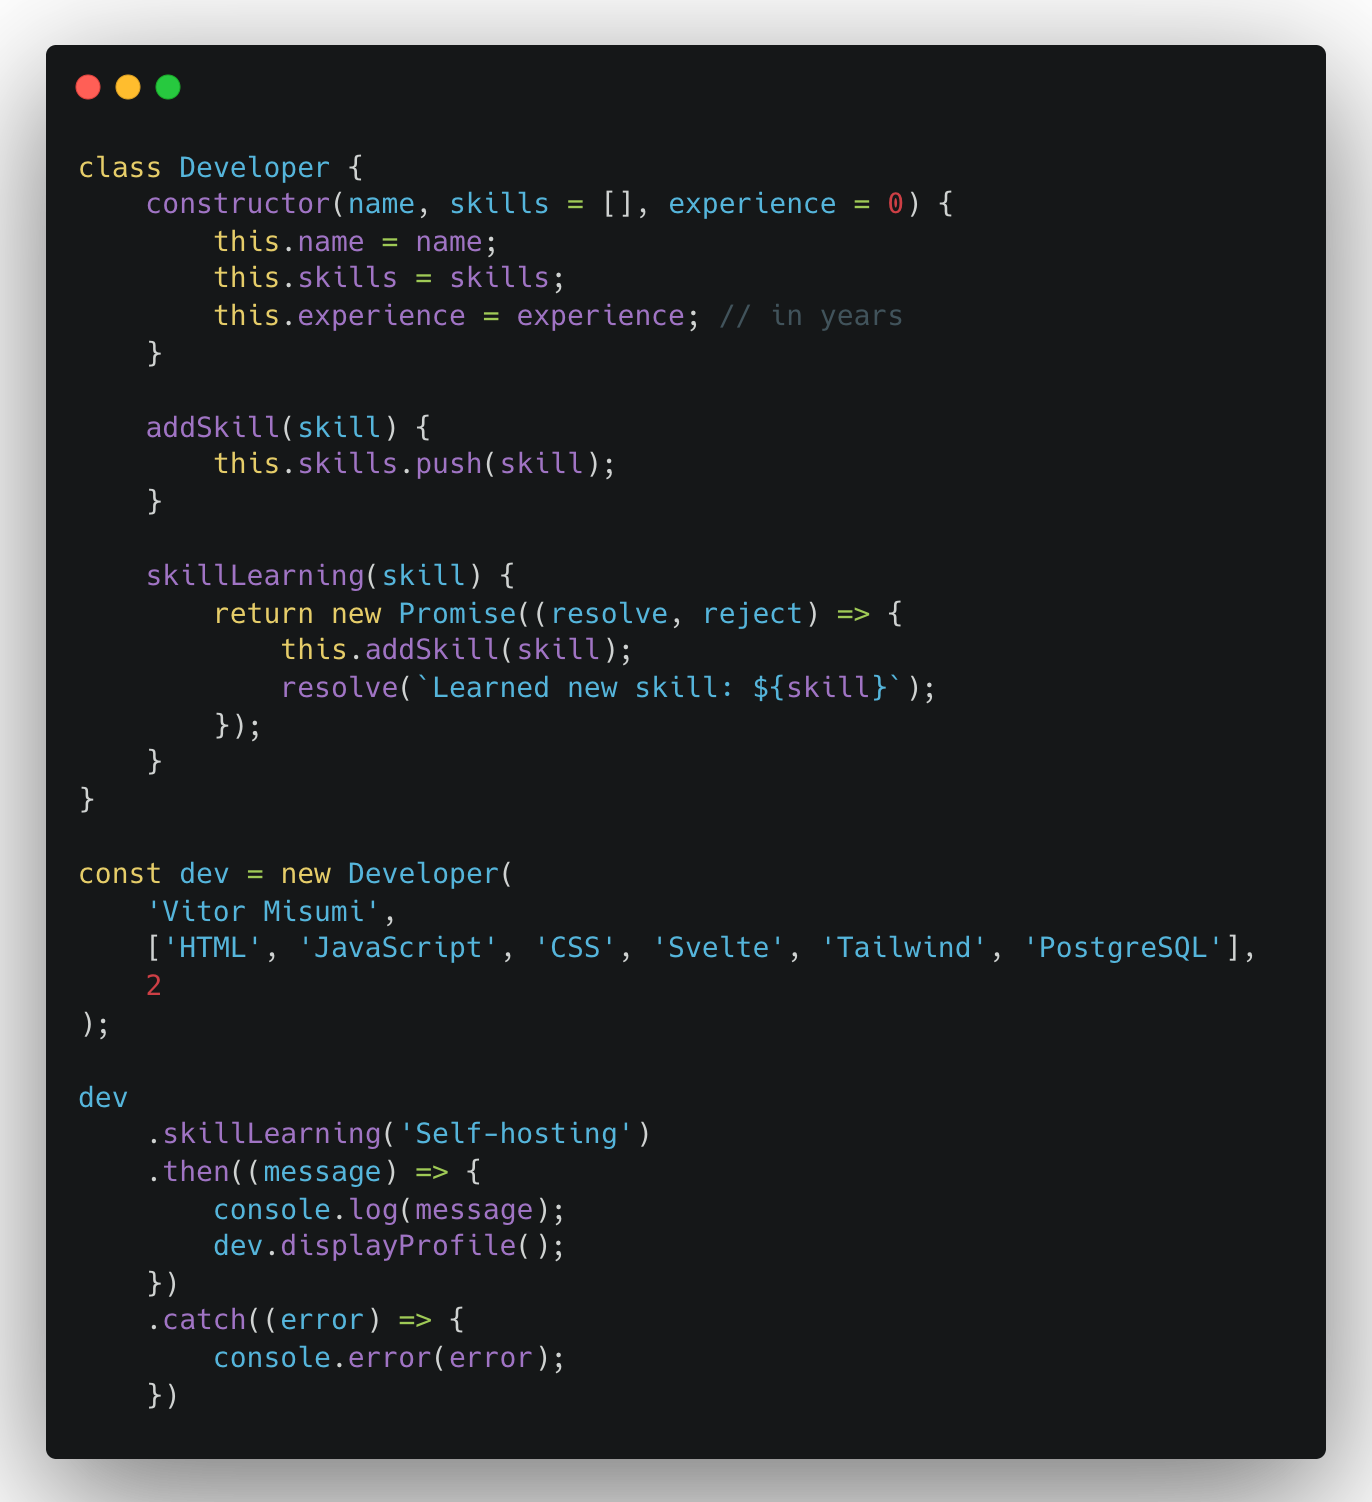 class Developer {
    constructor(name, skills = [], experience = 0) {
        this.name = name;
        this.skills = skills;
        this.experience = experience; // in years
    }

    addSkill(skill) {
        this.skills.push(skill);
    }

    skillLearning(skill) {
        return new Promise((resolve, reject) => {
            this.addSkill(skill);
            resolve(`Learned new skill: ${skill}`);
        });
    }
}

const dev = new Developer(
    'Vitor Misumi',
    ['HTML', 'JavaScript', 'CSS', 'Svelte', 'Tailwind', 'PostgreSQL'],
    2
);

dev
    .skillLearning('Self-hosting')
    .then((message) => {
        console.log(message);
        dev.displayProfile();
    })
    .catch((error) => {
        console.error(error);
    })